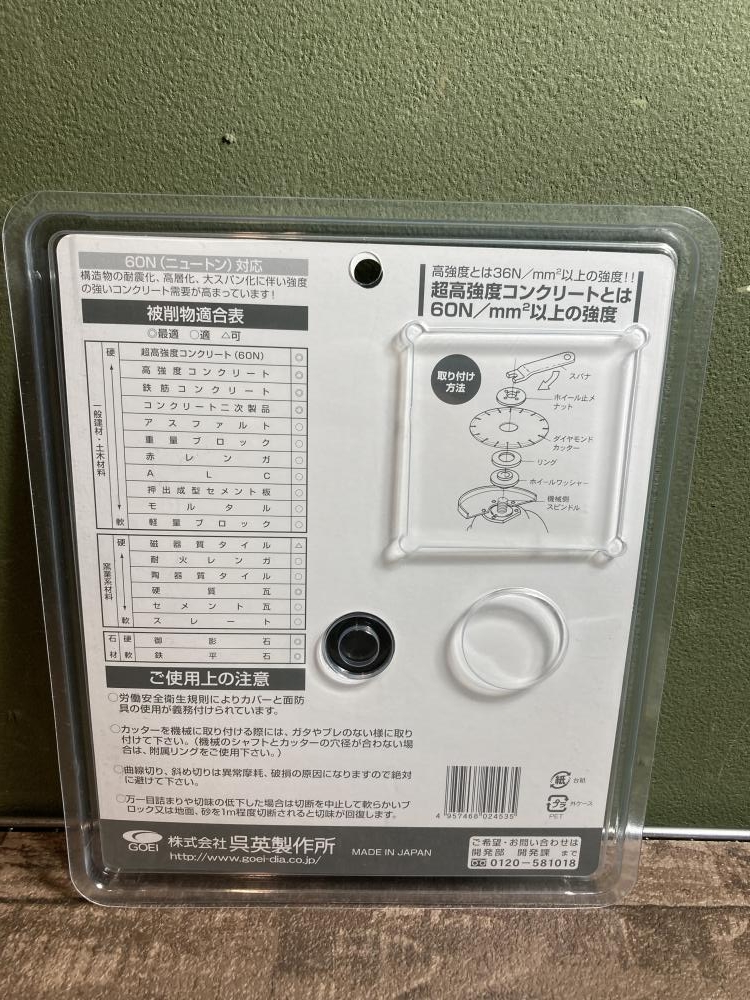 60N（ニュートン）対応
構造物の耐震化、高層化、大スパン化に伴い強度
の強いコンクリート需要が高まっています！
被削物適合表
◎最適 ○適 △可
一般建材・土木材料
硬
超高強度コンクリート（60N） ◎
高強度コンクリート ◎
鉄筋コンクリート ◎
コンクリート二次製品 ◎
アスファルト ○
重量ブロック ○
赤レンガ ○
ALC ○
押出成型セメント板 ○
モルタル ○
軟 軽量ブロック ○
窯業系材料
硬 磁器質タイル △
耐火レンガ ○
陶器質タイル ○
硬質瓦 ◎
セメント瓦 ○
軟 スレート ○
石材
硬 御影石 ◎
軟 鉄平石 ◎
ご使用上の注意
○労働安全衛生規則によりカバーと面防
具の使用が義務付けられています。
○カッターを機械に取り付ける際には、ガタやブレのない様に取り
付けて下さい。（機械のシャフトとカッターの穴径が合わない場
合は、附属リングをご使用下さい。）
○曲線切り、斜め切りは異常摩耗、破損の原因になりますので絶対
に避けて下さい。
○万一目詰まりや切味の低下した場合は切断を中止して軟らかいブ
ロック又は地面、砂を1m程度切断されると切味が回復します。
高強度とは36N／mm²以上の強度！！
超高強度コンクリートとは
60N／mm²以上の強度
取り付け
方法
スパナ
ホイール止メ
ナット
ダイヤモンド
カッター
リング
ホイールワッシャー
機械側
スピンドル
4 957466 024535
紙 台紙
プラ 外ケース
PET
GOEI 株式会社 呉英製作所
http://www.goei-dia.co.jp/
MADE IN JAPAN
ご希望・お問い合わせは
開発部 開発課 まで
0120-581018